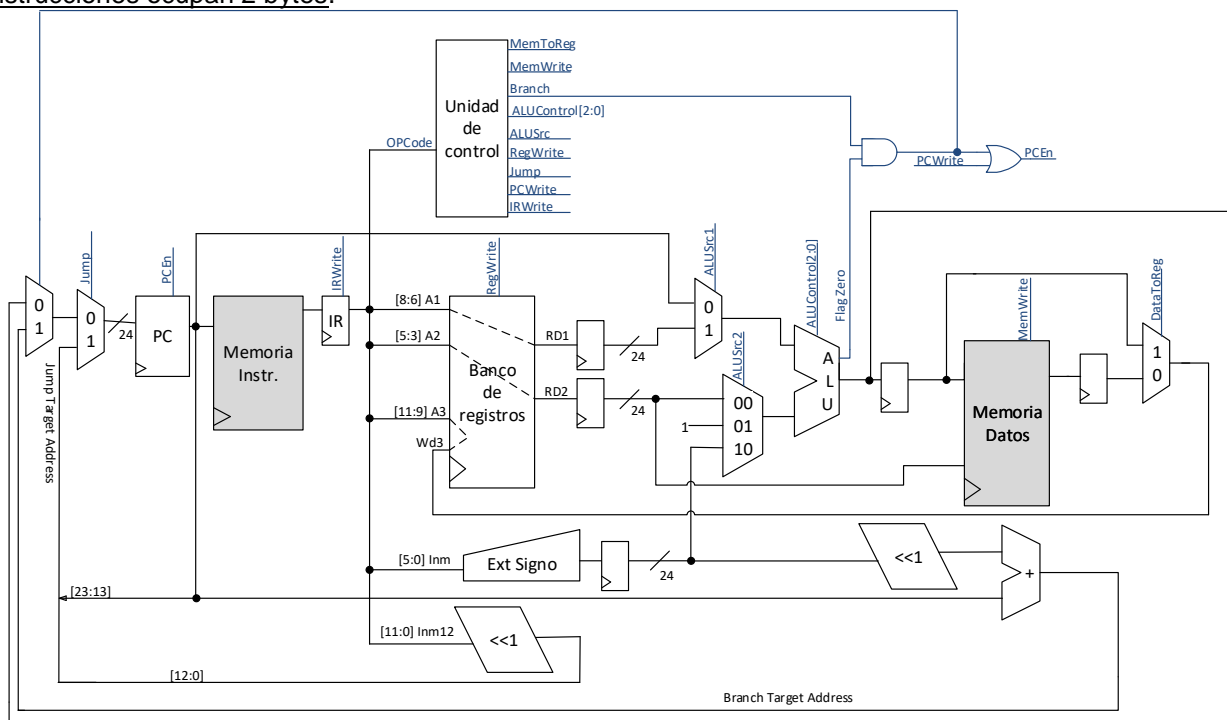 instrucciones ocupan 2 bytes.
MemToReg
MemWrite
Branch
ALUControl[2:0]
ALUSrc
RegWrite
Jump
PCWrite
IRWrite
OPCode
Unidad
de
control
PCWrite
PCEn
Jump
PCEn
IRWrite
RegWrite
ALUSrc1
ALUControl2:0]
Flag Zero
MemWrite
DataToReg
0
1
0
1
24
PC
Memoria
Instr.
IR
[8:6] A1
[5:3] A2
[11:9] A3
Wd3
Banco
de
registros
RD1
RD2
24
24
0
1
ALUSrc2
00
01
10
1
A
L
U
Memoria
Datos
1
0
Jump Target Address
[5:0] Inm
Ext Signo
24
<<1
+
[23:13]
[11:0] Inm12
<<1
[12:0]
Branch Target Address